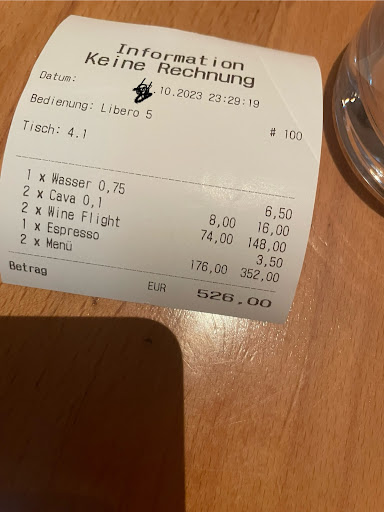 Information
Keine Rechnung
Datum: .10.2023 23:29:19
Bedienung: Libero 5 # 100
Tisch: 4.1
1 x Wasser 0,75 6,50
2 x Cava 0,1 8,00 16,00
2 x Wine Flight 74,00 148,00
1 x Espresso 3,50
2 x Menü 176,00 352,00
Betrag EUR 526.00